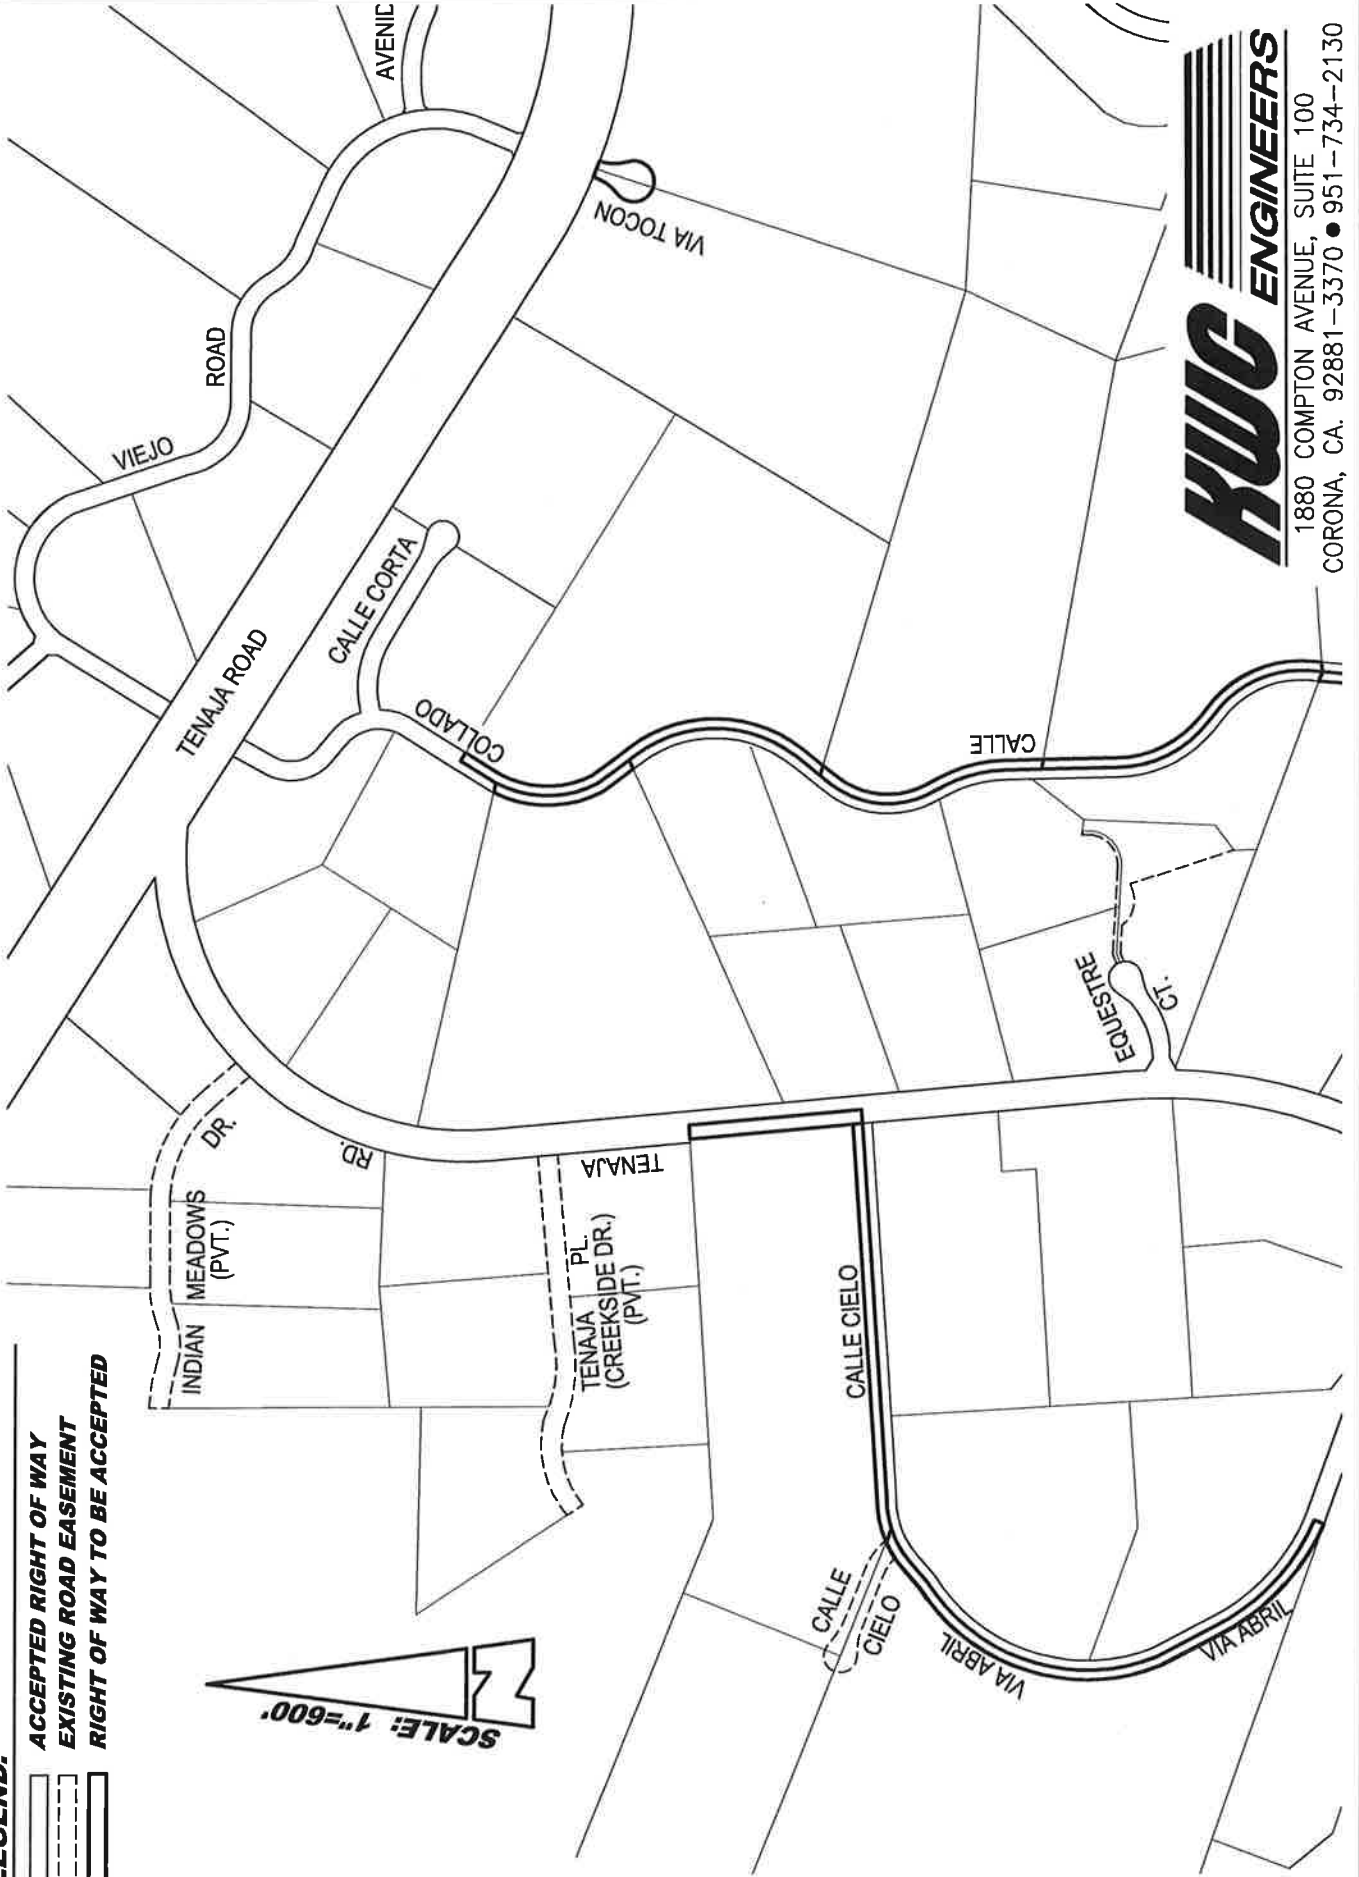 LEGEND:
ACCEPTED RIGHT OF WAY
EXISTING ROAD EASEMENT
RIGHT OF WAY TO BE ACCEPTED
SCALE: 1"=600'
N
INDIAN MEADOWS
(PVT.)
DR.
RD.
TENAJA
TENAJA PL.
(CREEKSIDE DR.)
(PVT.)
CALLE CIELO
CALLE
CIELO
VIA ABRIL
VIA ABRIL
EQUESTRE
CT.
CALLE
COLLADO
CALLE CORTA
TENAJA ROAD
VIEJO
ROAD
VIA TOCON
KWC ENGINEERS
1880 COMPTON AVENUE, SUITE 100
CORONA, CA. 92881-3370 ● 951-734-2130